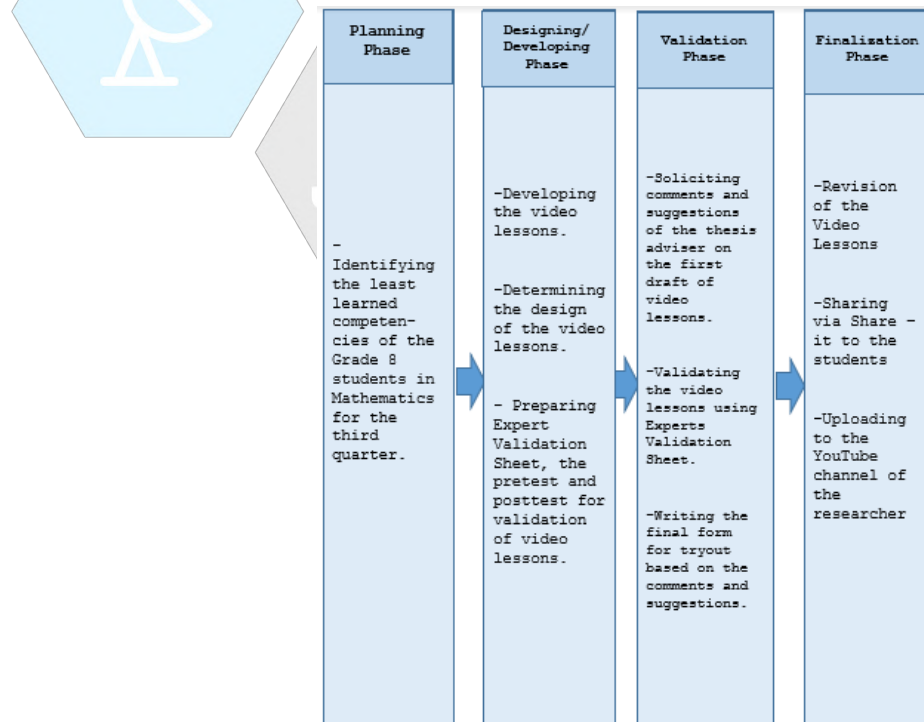 Planning
Phase
-
Identifying
the least
learned
competen-
cies of the
Grade 8
students in
Mathematics
for the
third
quarter.
Designing/
Developing
Phase
-Developing
the video
lessons.
-Determining
the design
of the video
lessons.
- Preparing
Expert
Validation
Sheet, the
pretest and
posttest for
validation
of video
lessons.
Validation
Phase
-Soliciting
comments and
suggestions
of the thesis
adviser on
the first
draft of
video
lessons.
-Validating
the video
lessons using
Experts
Validation
Sheet.
-Writing the
final form
for tryout
based on the
comments and
suggestions.
Finalization
Phase
-Revision
of the
Video
Lessons
-Sharing
via Share –
it to the
students
-Uploading
to the
YouTube
channel of
the
researcher